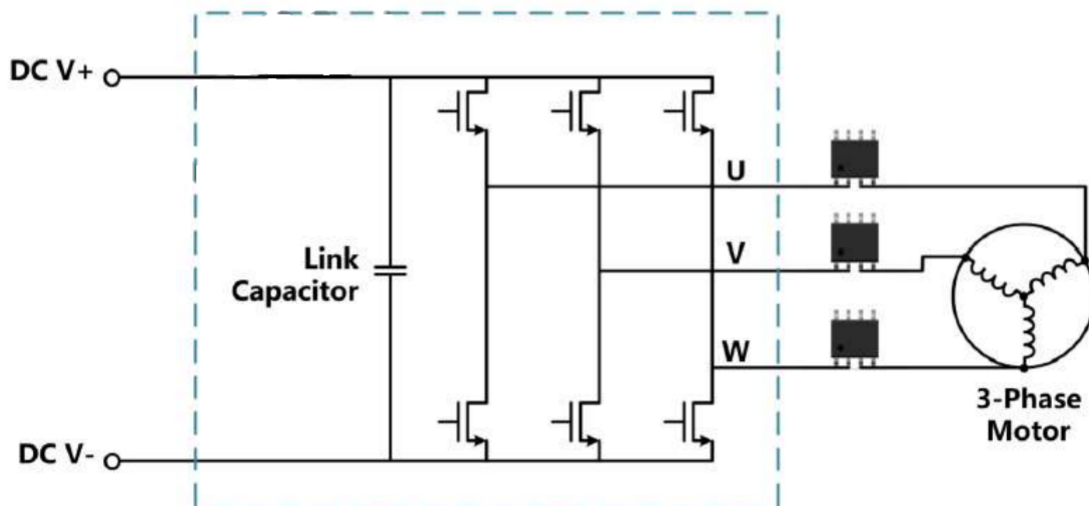 DC V+
U
V
Link
Capacitor
W
3-Phase
Motor
DC V-